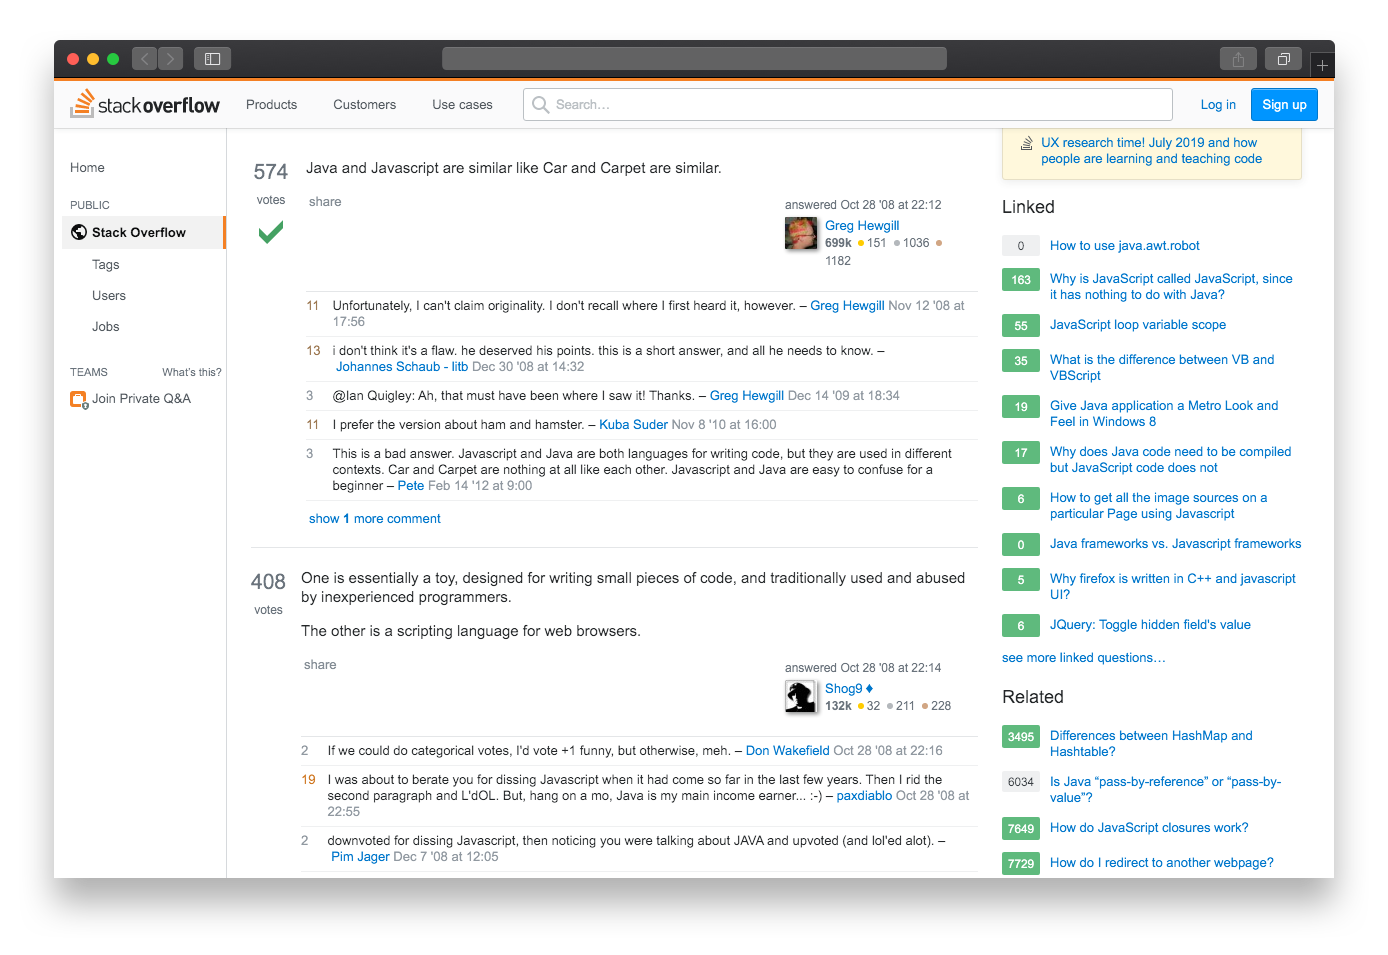 stackoverflow
Products
Customers
Use cases
Search…
Log in
Sign up
Home
PUBLIC
Stack Overflow
Tags
Users
Jobs
TEAMS What's this?
Join Private Q&A
574
votes
Java and Javascript are similar like Car and Carpet are similar.
share
answered Oct 28 '08 at 22:12
Greg Hewgill
699k 151 1036
1182
11 Unfortunately, I can't claim originality. I don't recall where I first heard it, however. – Greg Hewgill Nov 12 '08 at
17:56
13 i don't think it's a flaw. he deserved his points. this is a short answer, and all he needs to know. –
Johannes Schaub - litb Dec 30 '08 at 14:32
3 @Ian Quigley: Ah, that must have been where I saw it! Thanks. – Greg Hewgill Dec 14 '09 at 18:34
11 I prefer the version about ham and hamster. – Kuba Suder Nov 8 '10 at 16:00
3 This is a bad answer. Javascript and Java are both languages for writing code, but they are used in different
contexts. Car and Carpet are nothing at all like each other. Javascript and Java are easy to confuse for a
beginner – Pete Feb 14 '12 at 9:00
show 1 more comment
408
votes
One is essentially a toy, designed for writing small pieces of code, and traditionally used and abused
by inexperienced programmers.
The other is a scripting language for web browsers.
share
answered Oct 28 '08 at 22:14
Shog9 ♦
132k 32 211 228
2 If we could do categorical votes, I'd vote +1 funny, but otherwise, meh. – Don Wakefield Oct 28 '08 at 22:16
19 I was about to berate you for dissing Javascript when it had come so far in the last few years. Then I rid the
second paragraph and L'dOL. But, hang on a mo, Java is my main income earner... :-) – paxdiablo Oct 28 '08 at
22:55
2 downvoted for dissing Javascript, then noticing you were talking about JAVA and upvoted (and lol'ed alot). –
Pim Jager Dec 7 '08 at 12:05
UX research time! July 2019 and how
people are learning and teaching code
Linked
0 How to use java.awt.robot
163 Why is JavaScript called JavaScript, since
it has nothing to do with Java?
55 JavaScript loop variable scope
35 What is the difference between VB and
VBScript
19 Give Java application a Metro Look and
Feel in Windows 8
17 Why does Java code need to be compiled
but JavaScript code does not
6 How to get all the image sources on a
particular Page using Javascript
0 Java frameworks vs. Javascript frameworks
5 Why firefox is written in C++ and javascript
UI?
6 JQuery: Toggle hidden field's value
see more linked questions…
Related
3495 Differences between HashMap and
Hashtable?
6034 Is Java “pass-by-reference” or “pass-by-
value”?
7649 How do JavaScript closures work?
7729 How do I redirect to another webpage?